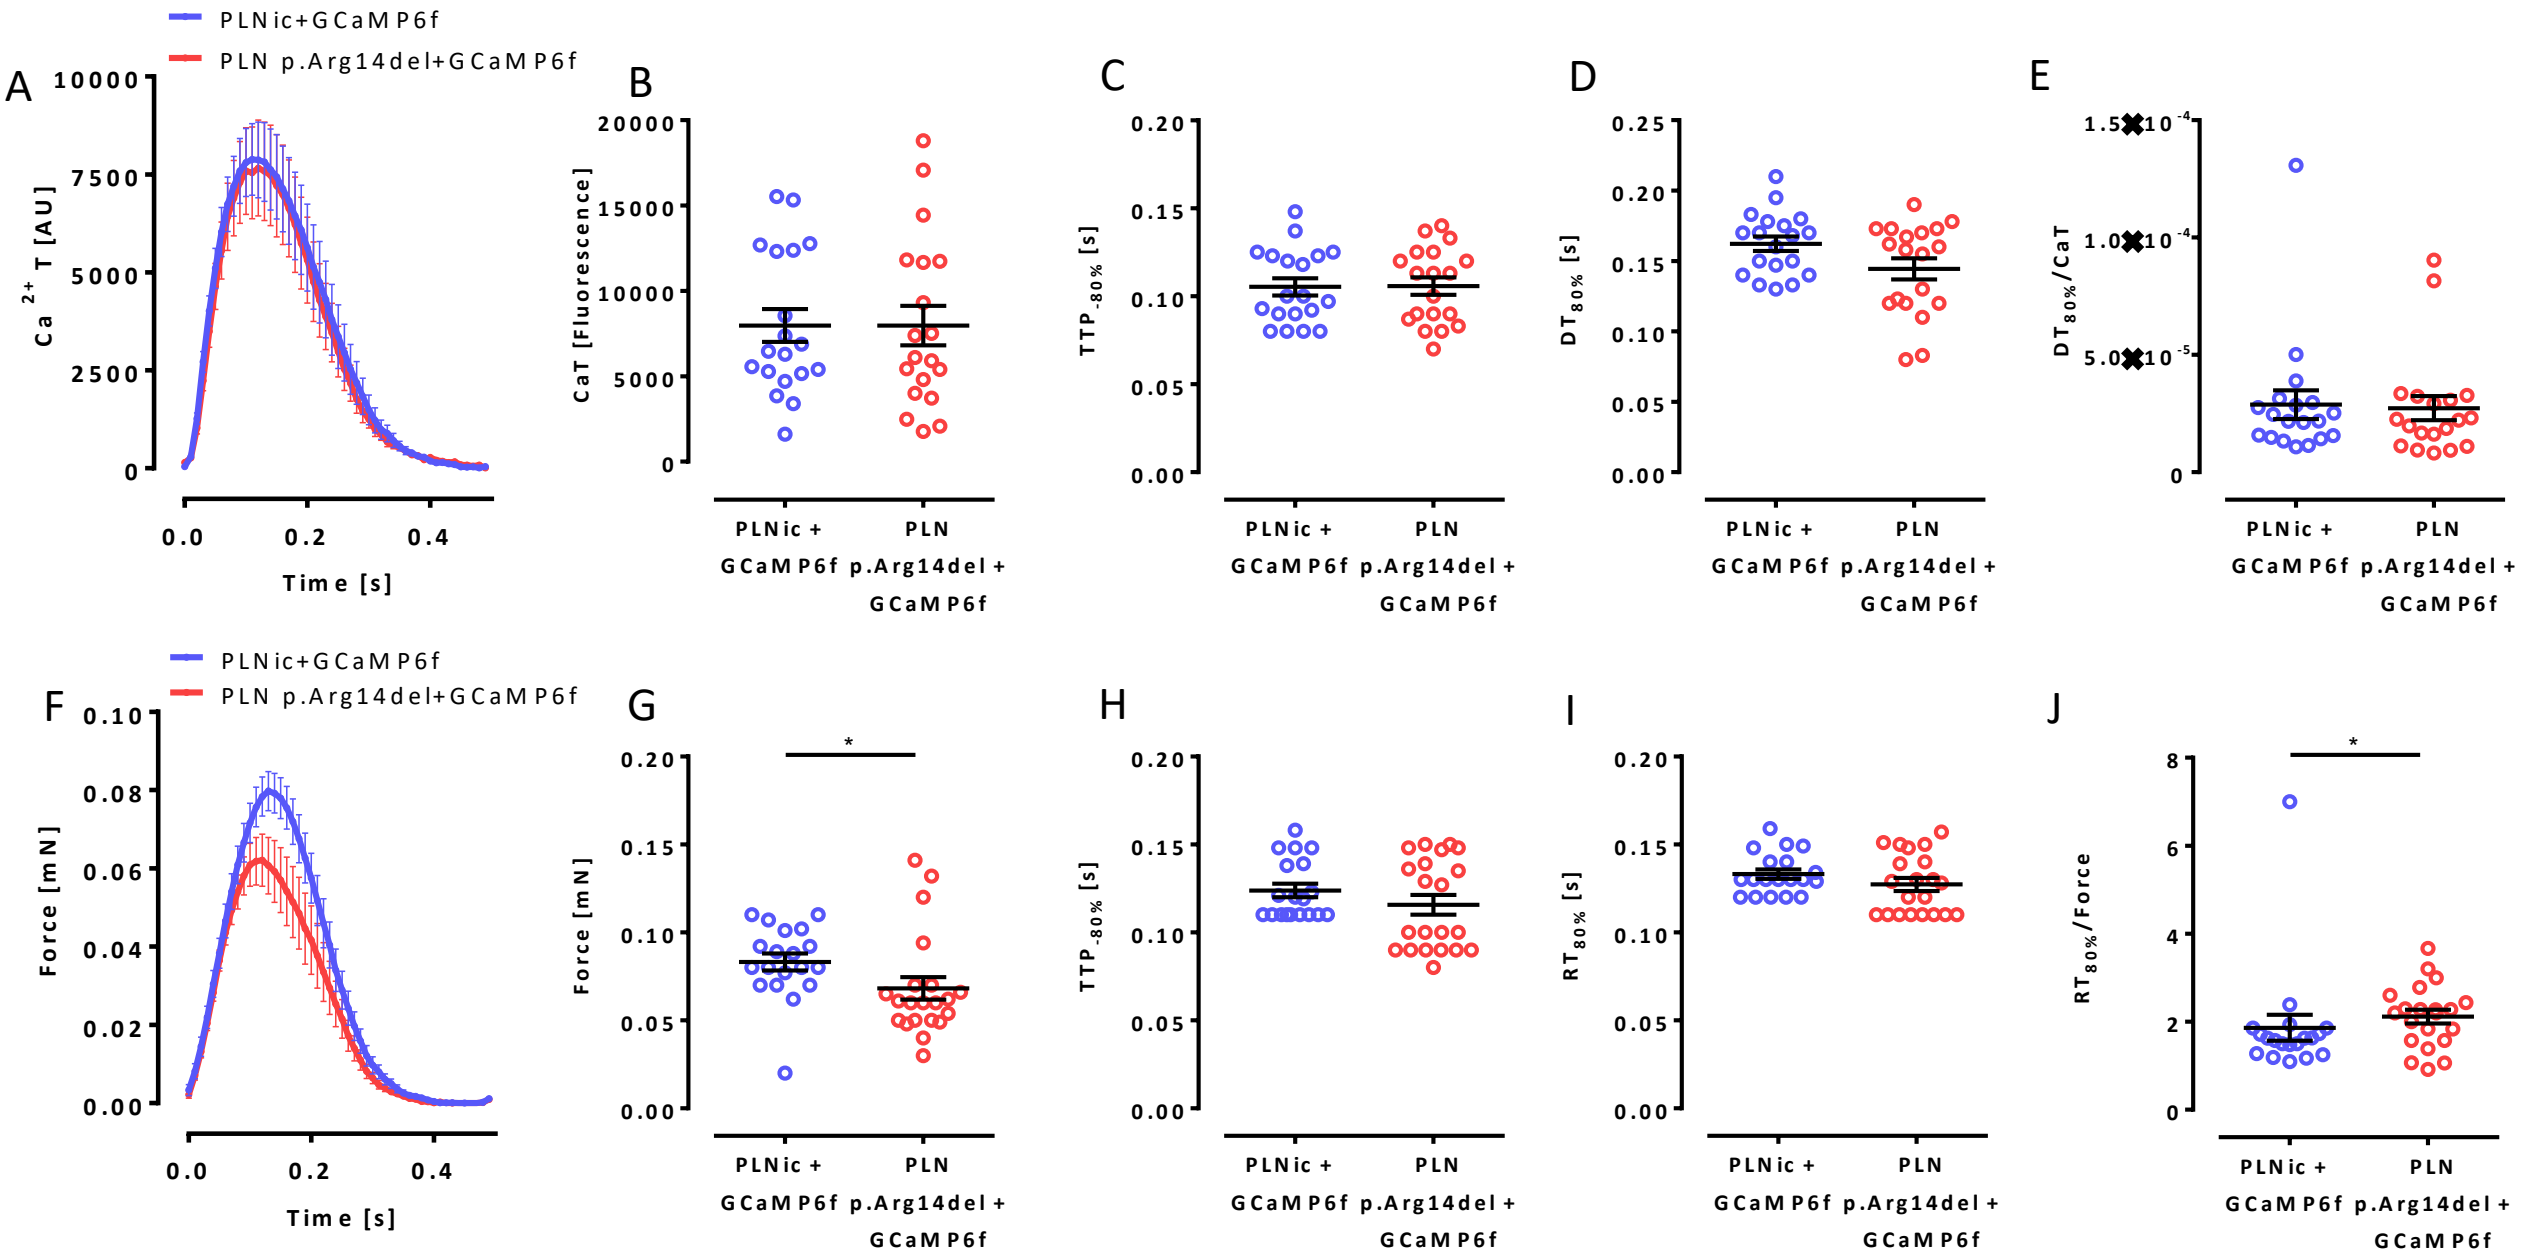 PLNic+GCaMP6f
PLN p.Arg14del+GCaMP6f
A
10000
7500
5000
2500
0
Ca2+T [AU]
0.0 0.2 0.4
Time [s]
B
20000
15000
10000
5000
0
CaT [Fluorescence]
PLNic + PLN
GCaMP6f p.Arg14del +
GCaMP6f
C
0.20
0.15
0.10
0.05
0.00
TTP-80% [s]
PLNic + PLN
GCaMP6f p.Arg14del +
GCaMP6f
D
0.25
0.20
0.15
0.10
0.05
0.00
DT80% [s]
PLNic + PLN
GCaMP6f p.Arg14del +
GCaMP6f
E
1.5✖10-4
1.0✖10-4
5.0✖10-5
0
DT80%/CaT
PLNic + PLN
GCaMP6f p.Arg14del +
GCaMP6f
PLNic+GCaMP6f
PLN p.Arg14del+GCaMP6f
F
0.10
0.08
0.06
0.04
0.02
0.00
Force [mN]
0.0 0.2 0.4
Time [s]
G
*
0.20
0.15
0.10
0.05
0.00
Force [mN]
PLNic + PLN
GCaMP6f p.Arg14del +
GCaMP6f
H
0.20
0.15
0.10
0.05
0.00
TTP-80% [s]
PLNic + PLN
GCaMP6f p.Arg14del +
GCaMP6f
I
0.20
0.15
0.10
0.05
0.00
RT80% [s]
PLNic + PLN
GCaMP6f p.Arg14del +
GCaMP6f
J
*
8
6
4
2
0
RT80%/Force
PLNic + PLN
GCaMP6f p.Arg14del +
GCaMP6f